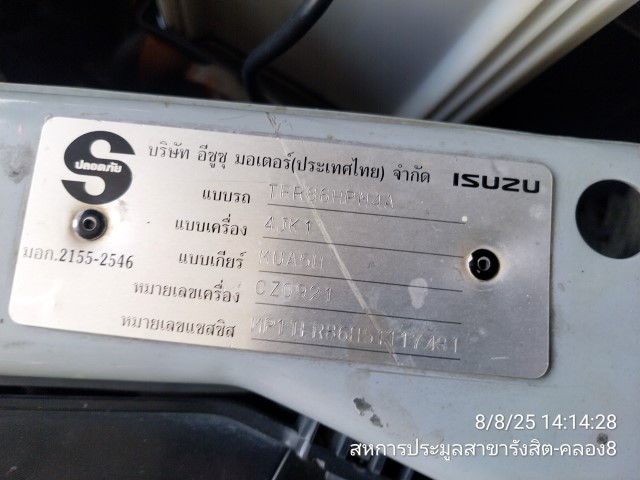 S
ปลอดภัย
บริษัท อีซูซุ มอเตอร์(ประเทศไทย) จำกัด ISUZU
แบบรถ
แบบเครื่อง 4JK1
มอก.2155-2546
แบบเกียร์ MUA5H
หมายเลขเครื่อง CZ0921
หมายเลขแชสซิส
8/8/25 14:14:28
สหการประมูลสาขารังสิต-คลอง8